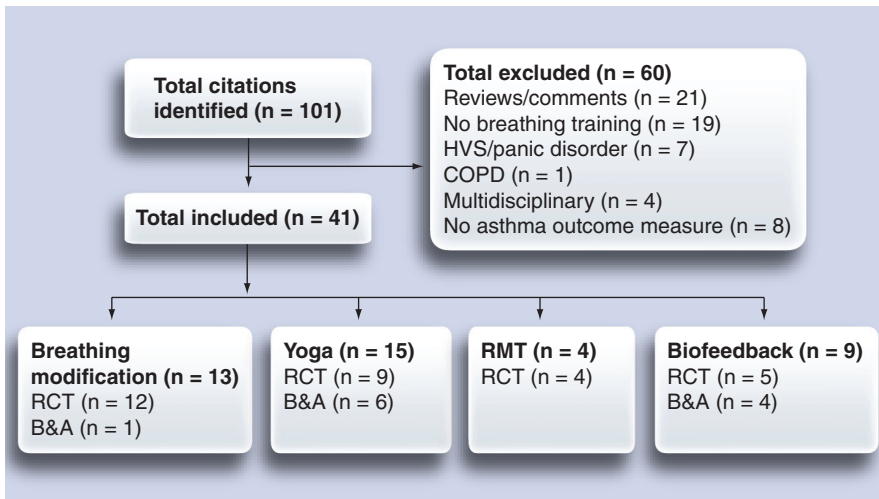 Total citations
identified (n = 101)
Total excluded (n = 60)
Reviews/comments (n = 21)
No breathing training (n = 19)
HVS/panic disorder (n = 7)
COPD (n = 1)
Multidisciplinary (n = 4)
No asthma outcome measure (n = 8)
Total included (n = 41)
Breathing
modification (n = 13)
RCT (n = 12)
B&A (n = 1)
Yoga (n = 15)
RCT (n = 9)
B&A (n = 6)
RMT (n = 4)
RCT (n = 4)
Biofeedback (n = 9)
RCT (n = 5)
B&A (n = 4)